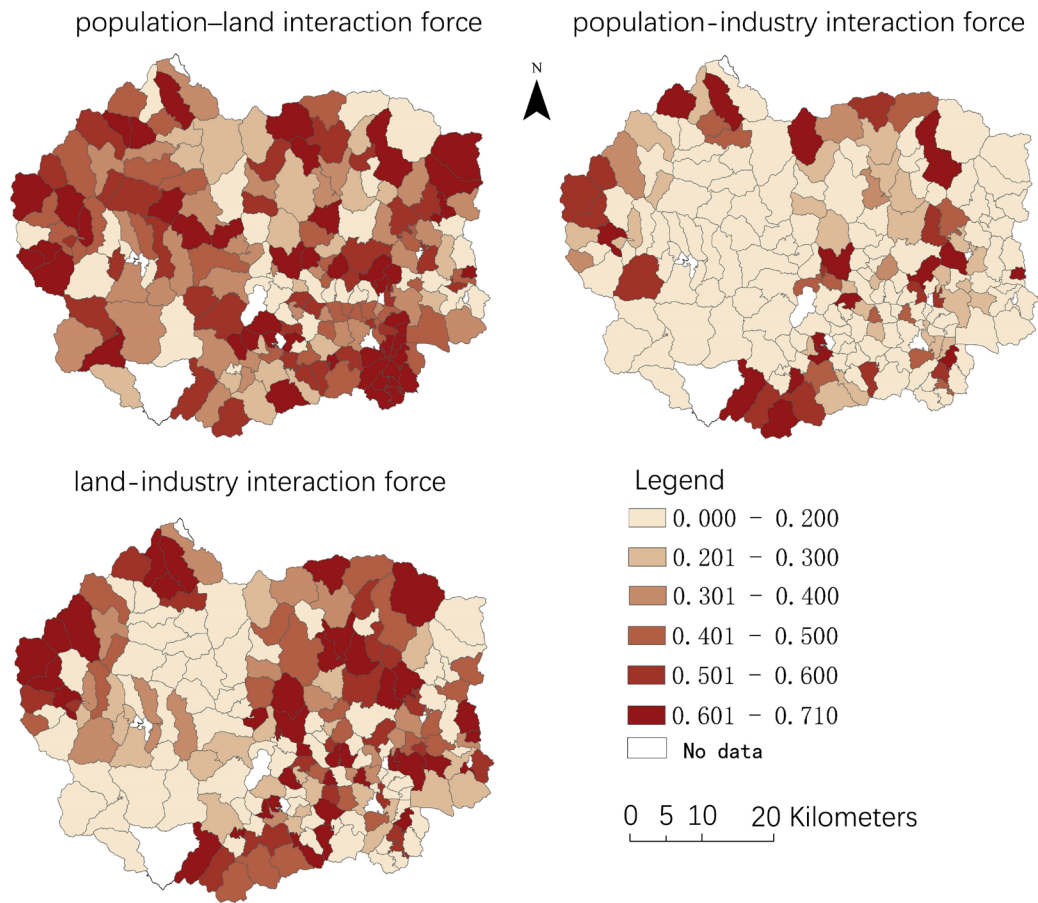 population–land interaction force
population-industry interaction force
N
land-industry interaction force
Legend
0.000 - 0.200
0.201 - 0.300
0.301 - 0.400
0.401 - 0.500
0.501 - 0.600
0.601 - 0.710
No data
0 5 10 20 Kilometers